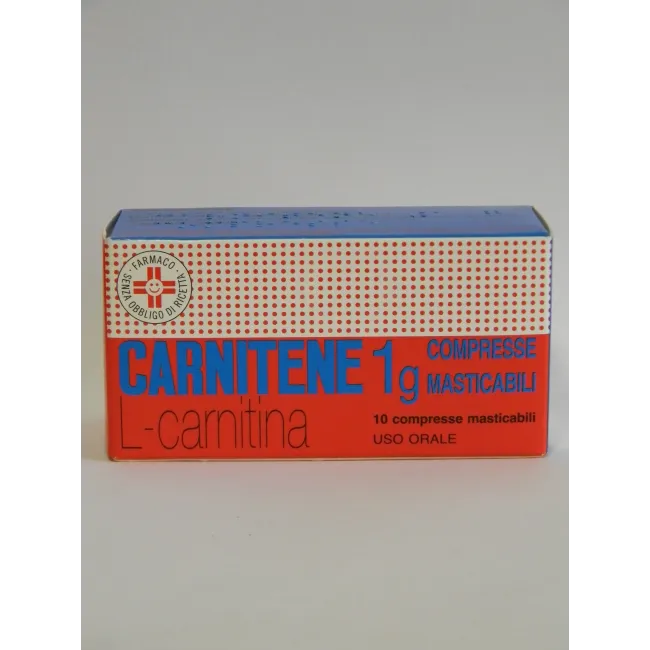 FARMACO
SENZA OBBLIGO DI RICETTA
CARNITENE 1g COMPRESSE MASTICABILI
L-carnitina
10 compresse masticabili
USO ORALE